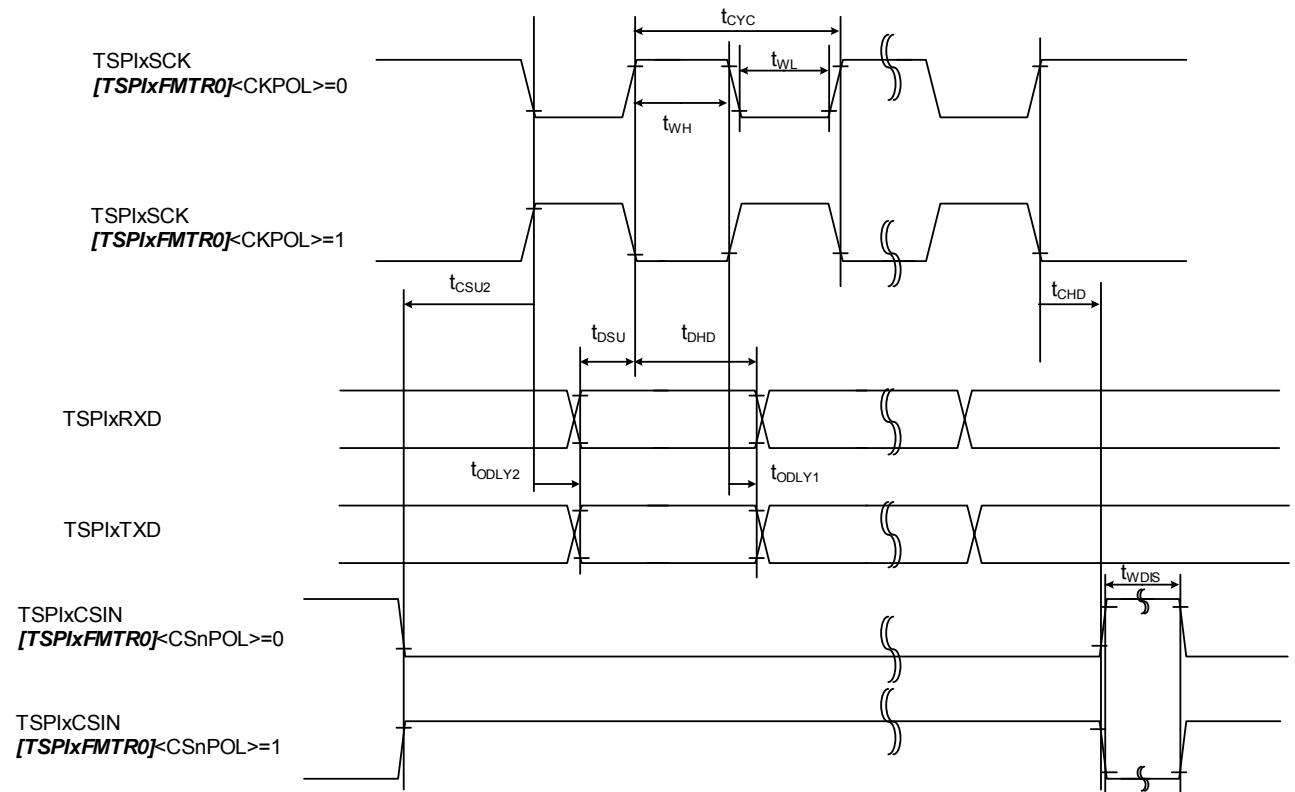 tCYC
TSPIxSCK
[TSPIxFMTR0]<CKPOL>=0
tWL
tWH
TSPIxSCK
[TSPIxFMTR0]<CKPOL>=1
tCSU2
tCHD
tDSU
tDHD
TSPIxRXD
tODLY2
tODLY1
TSPIxTXD
tWDIS
TSPIxCSIN
[TSPIxFMTR0]<CSnPOL>=0
TSPIxCSIN
[TSPIxFMTR0]<CSnPOL>=1